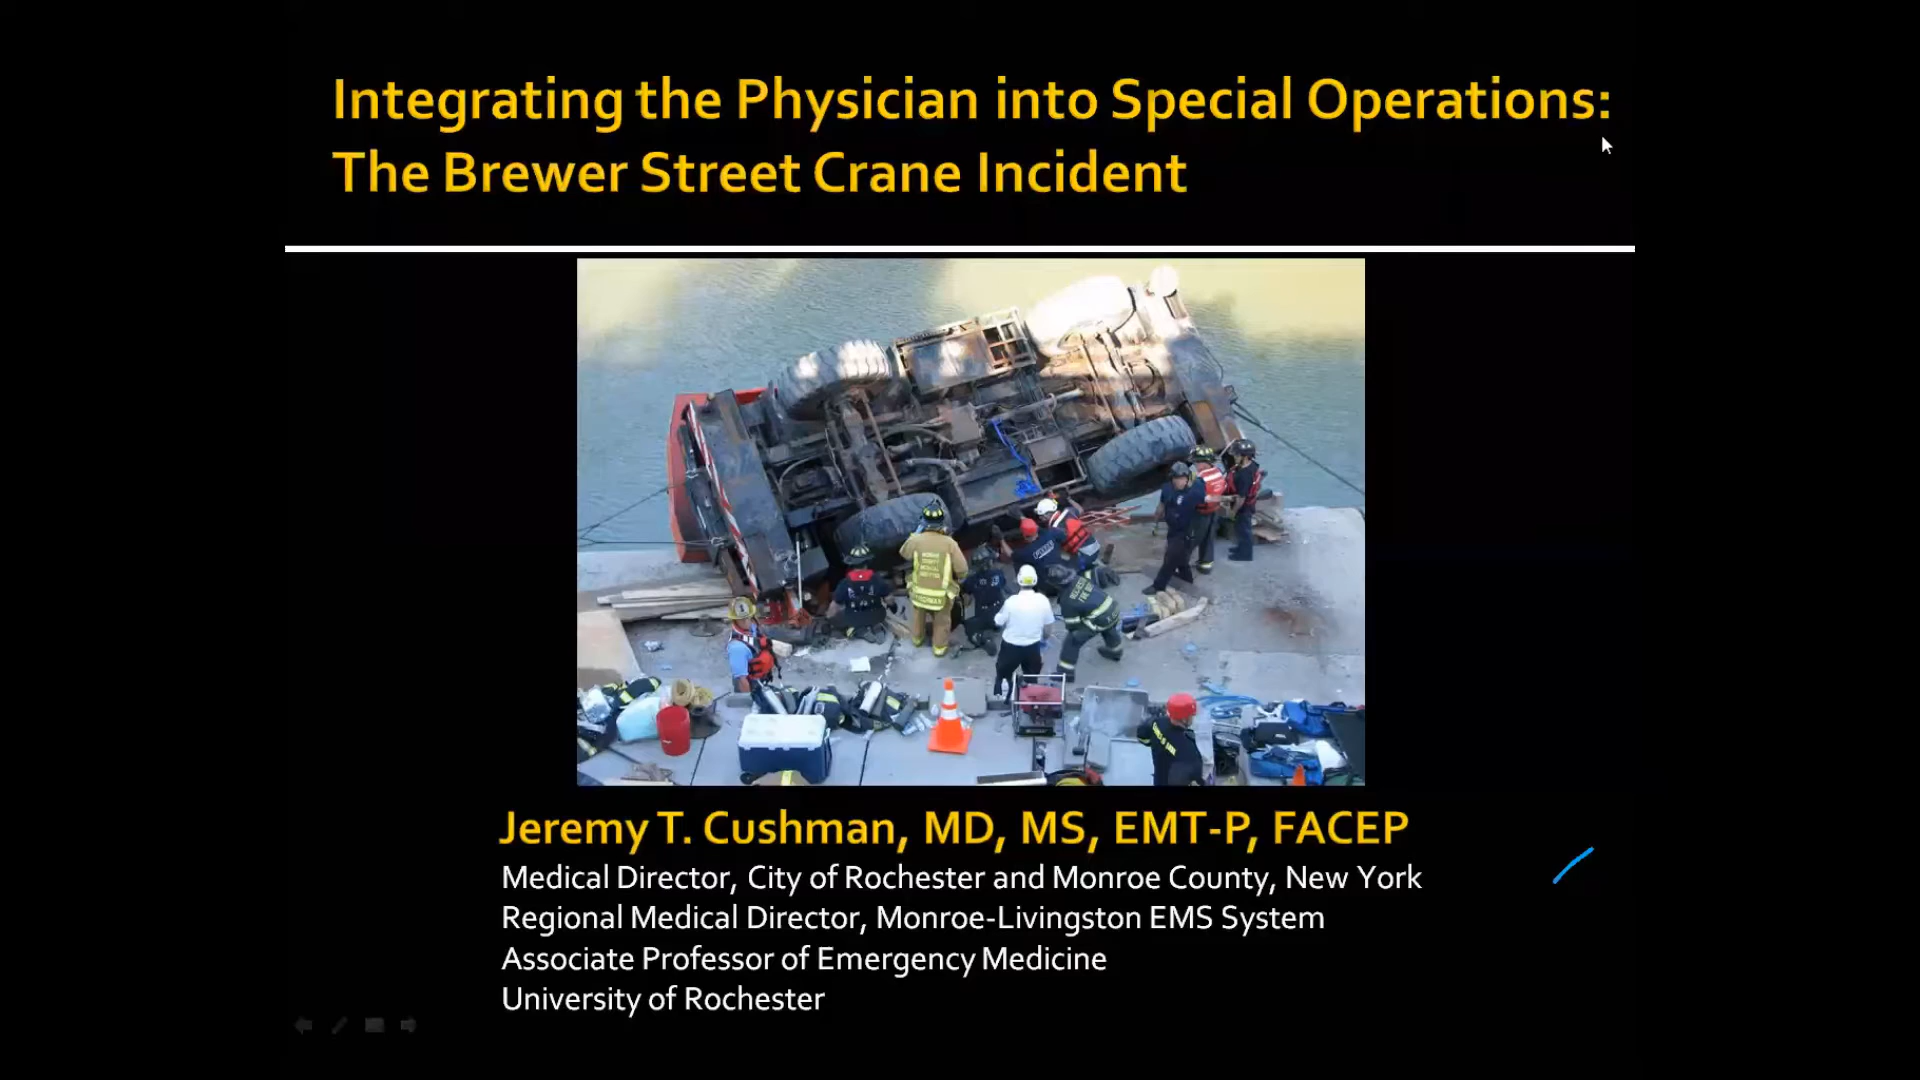 Integrating the Physician into Special Operations:
The Brewer Street Crane Incident
Jeremy T. Cushman, MD, MS, EMT-P, FACEP
Medical Director, City of Rochester and Monroe County, New York
Regional Medical Director, Monroe-Livingston EMS System
Associate Professor of Emergency Medicine
University of Rochester